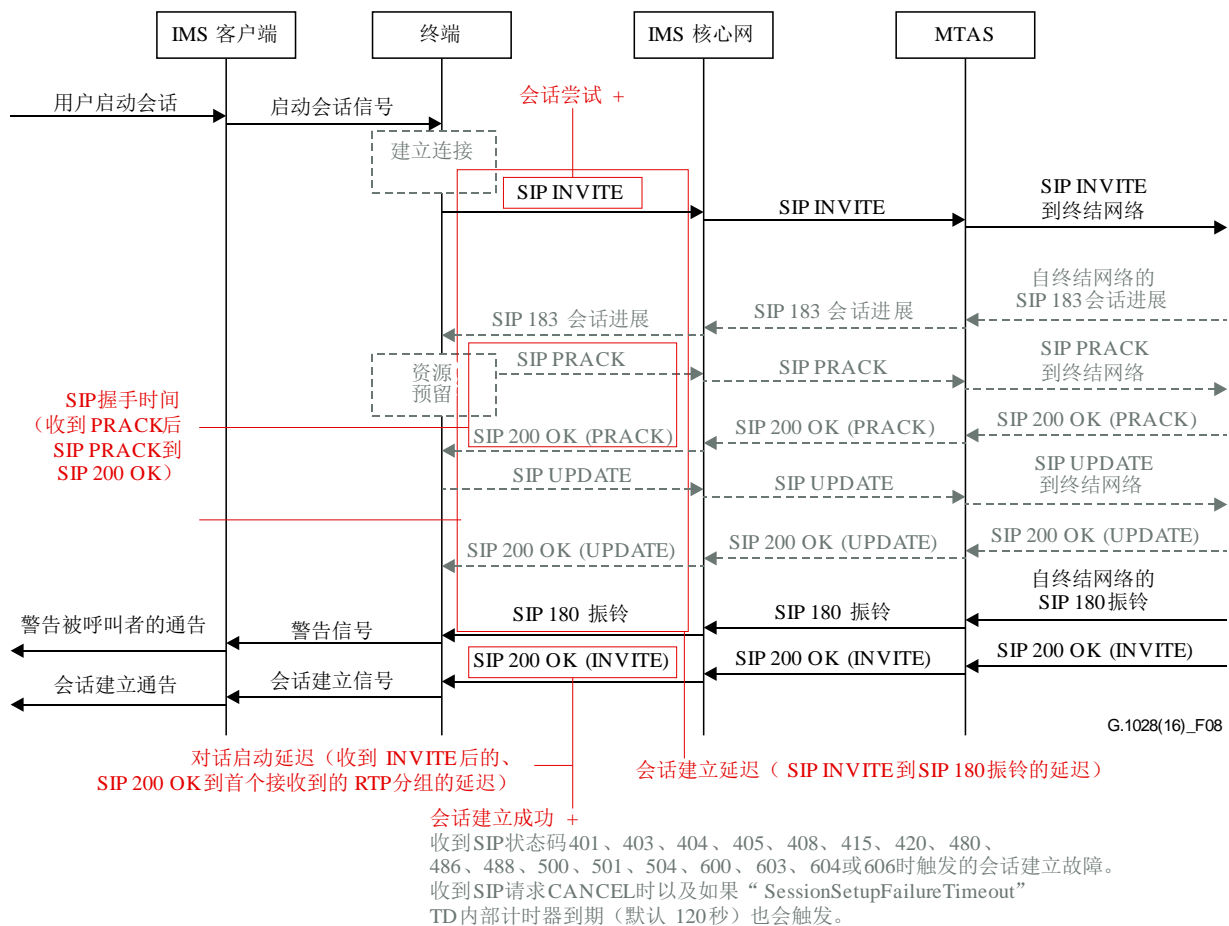 IMS 客户端
终端
IMS 核心网
MTAS
用户启动会话
启动会话信号
会话尝试 +
建立连接
SIP INVITE
SIP INVITE
SIP INVITE
到终结网络
自终结网络的
SIP 183会话进展
SIP 183 会话进展
SIP 183 会话进展
资源
预留
SIP PRACK
SIP PRACK
SIP PRACK
到终结网络
SIP握手时间
（收到 PRACK后
SIP PRACK到
SIP 200 OK）
SIP 200 OK (PRACK)
SIP 200 OK (PRACK)
SIP 200 OK (PRACK)
SIP UPDATE
SIP UPDATE
SIP UPDATE
到终结网络
SIP 200 OK (UPDATE)
SIP 200 OK (UPDATE)
SIP 200 OK (UPDATE)
自终结网络的
SIP 180振铃
SIP 180 振铃
SIP 180 振铃
警告信号
警告被呼叫者的通告
SIP 200 OK (INVITE)
SIP 200 OK (INVITE)
SIP 200 OK (INVITE)
会话建立信号
会话建立通告
G.1028(16)_F08
对话启动延迟（收到 INVITE后的、
SIP 200 OK到首个接收到的 RTP分组的延迟）
会话建立延迟（ SIP INVITE到SIP 180振铃的延迟）
会话建立成功 +
收到SIP状态码401、403、404、405、408、415、420、480、
486、488、500、501、504、600、603、604或606时触发的会话建立故障。
收到SIP请求CANCEL时以及如果“ SessionSetupFailureTimeout”
TD内部计时器到期（默认 120秒）也会触发。